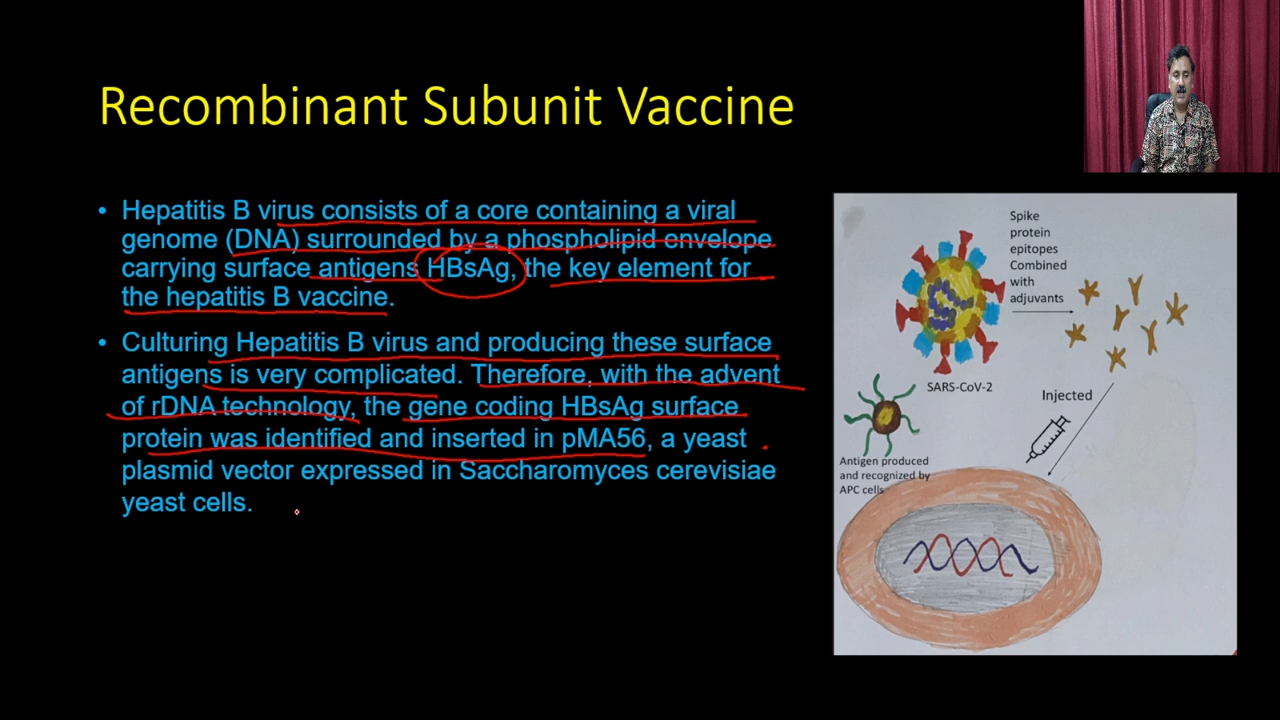 Recombinant Subunit Vaccine
• Hepatitis B virus consists of a core containing a viral
genome (DNA) surrounded by a phospholipid envelope
carrying surface antigens HBsAg, the key element for
the hepatitis B vaccine.
• Culturing Hepatitis B virus and producing these surface
antigens is very complicated. Therefore, with the advent
of rDNA technology, the gene coding HBsAg surface
protein was identified and inserted in pMA56, a yeast
plasmid vector expressed in Saccharomyces cerevisiae
yeast cells.
Spike
protein
epitopes
Combined
with
adjuvants
SARS-CoV-2
Injected
Antigen produced
and recognized by
APC cells